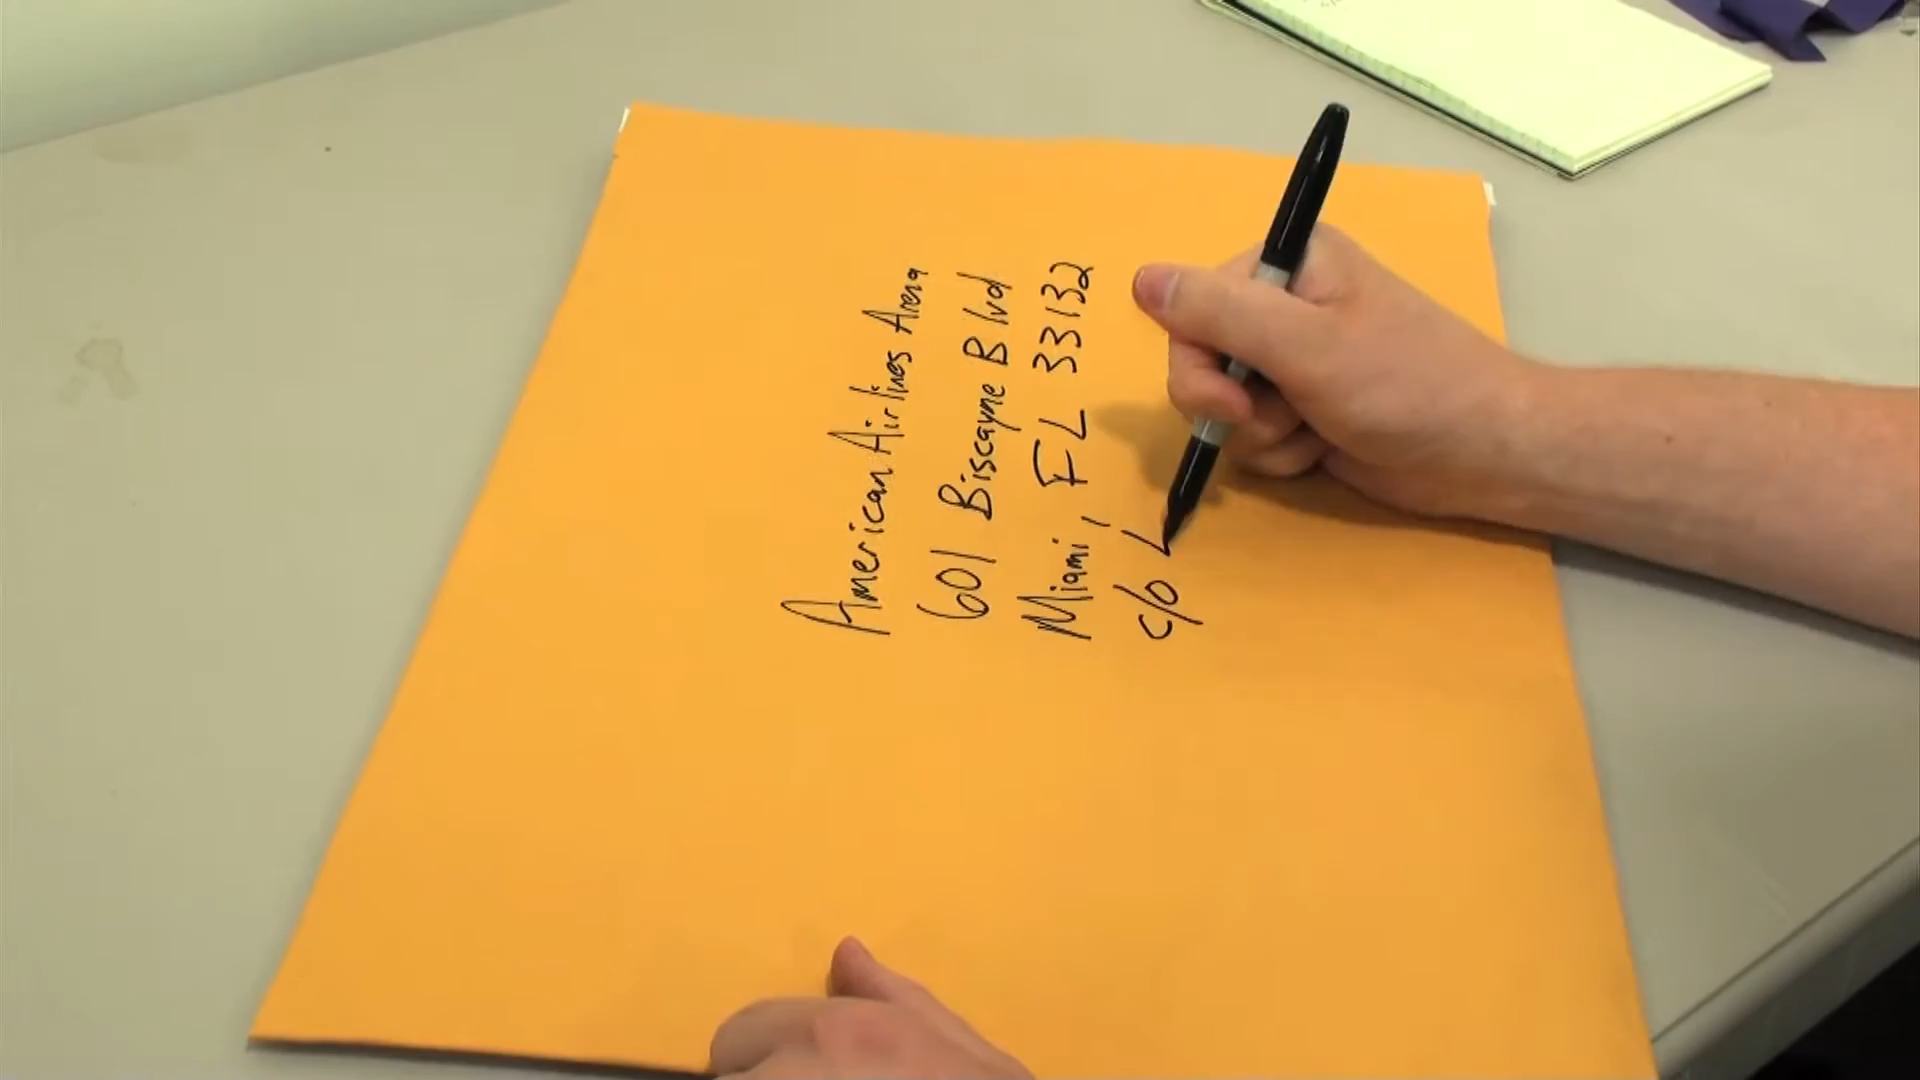 American Airlines Arena
601 Biscayne Blvd
Miami, FL 33132
c/o L